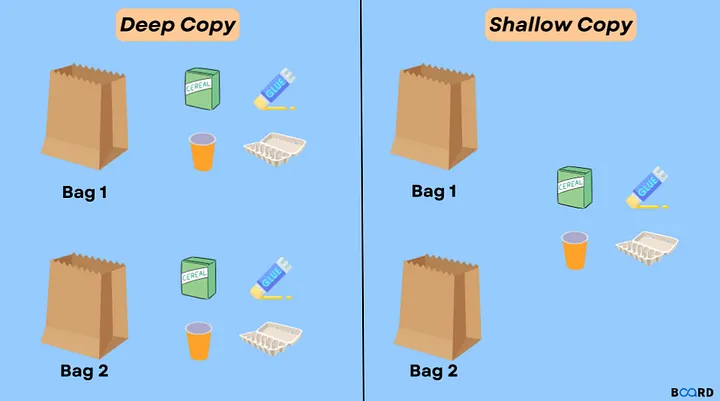 Deep Copy
Shallow Copy
CEREAL
GLUE
Bag 1
CEREAL
GLUE
Bag 2
Bag 1
CEREAL
GLUE
Bag 2
BOARD